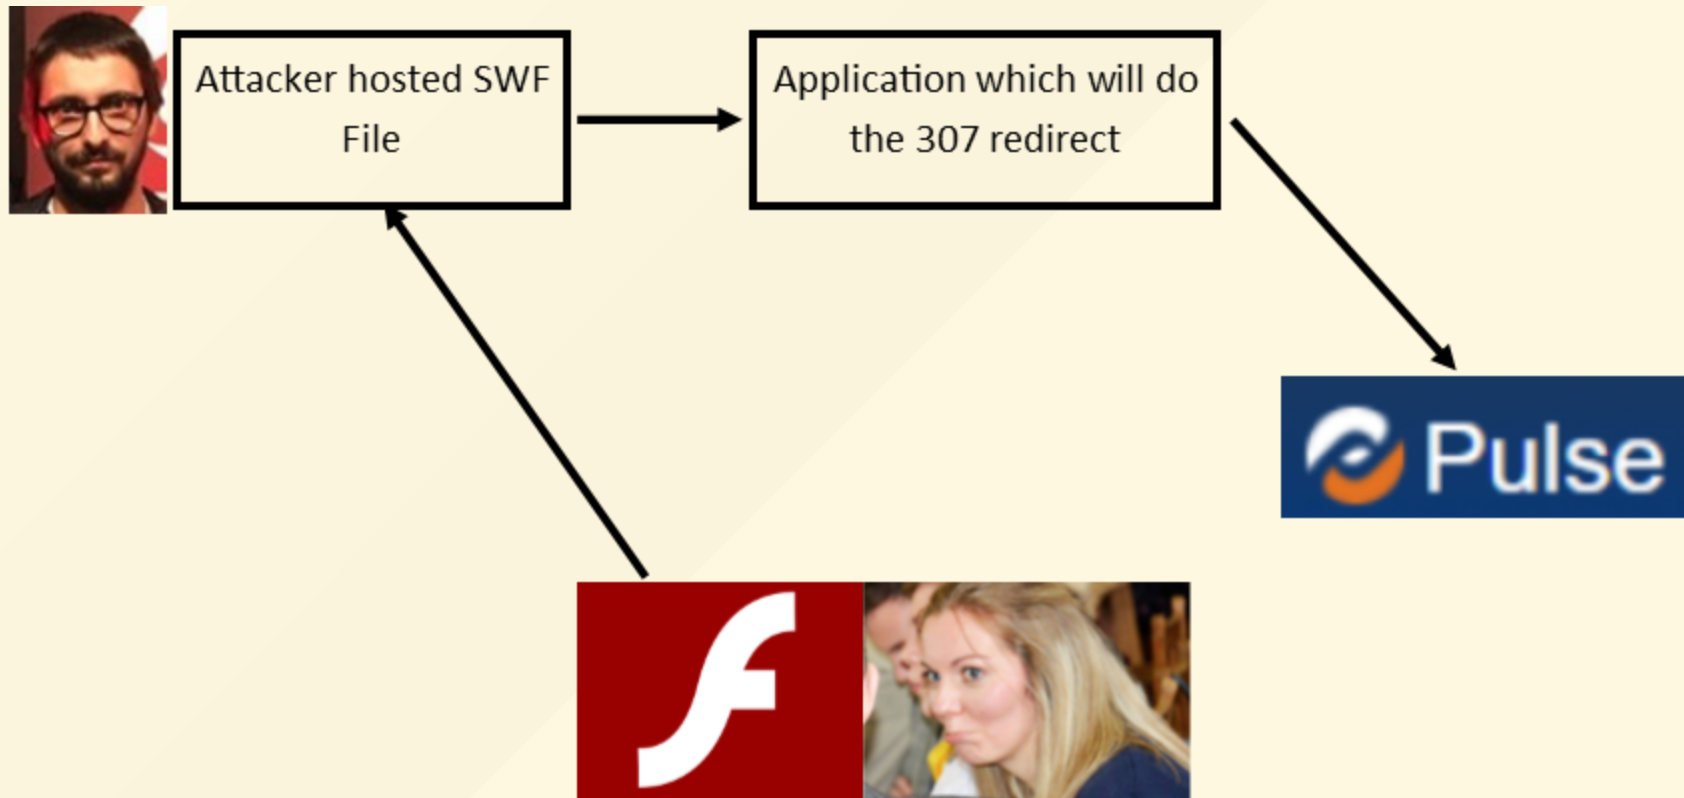 Attacker hosted SWF
File
Application which will do
the 307 redirect
Pulse